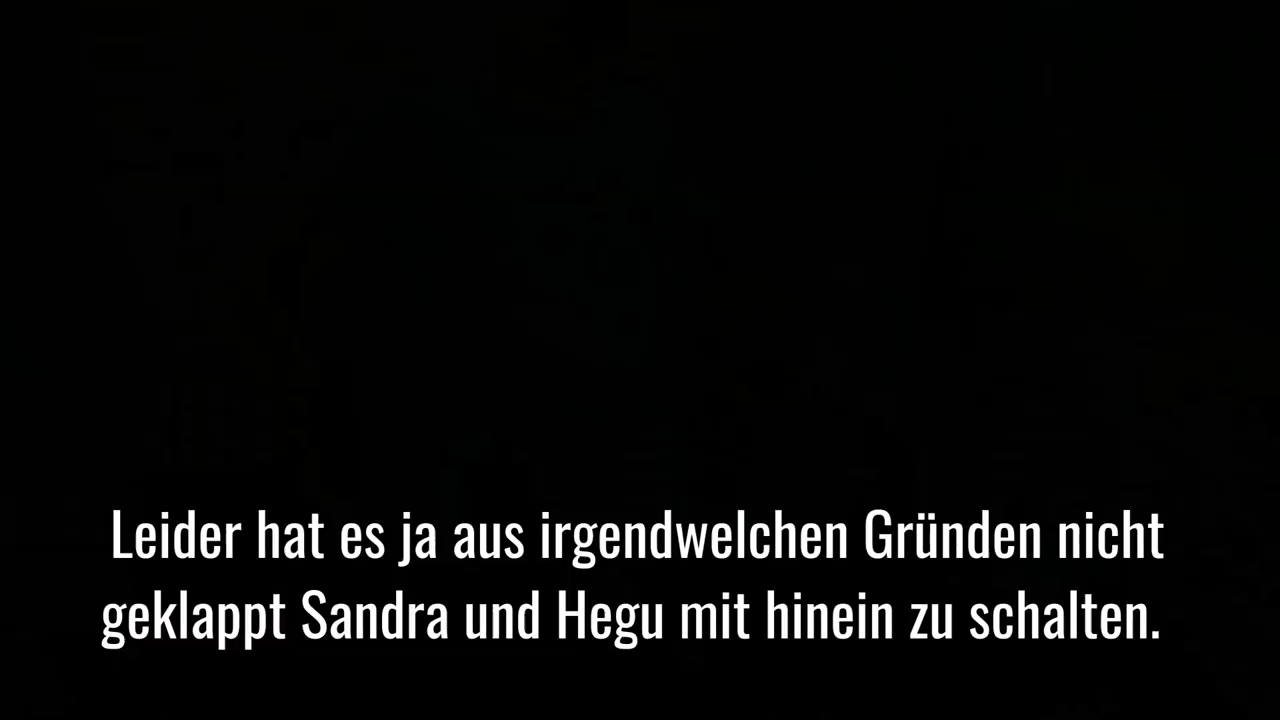 Leider hat es ja aus irgendwelchen Gründen nicht
geklappt Sandra und Hegu mit hinein zu schalten.